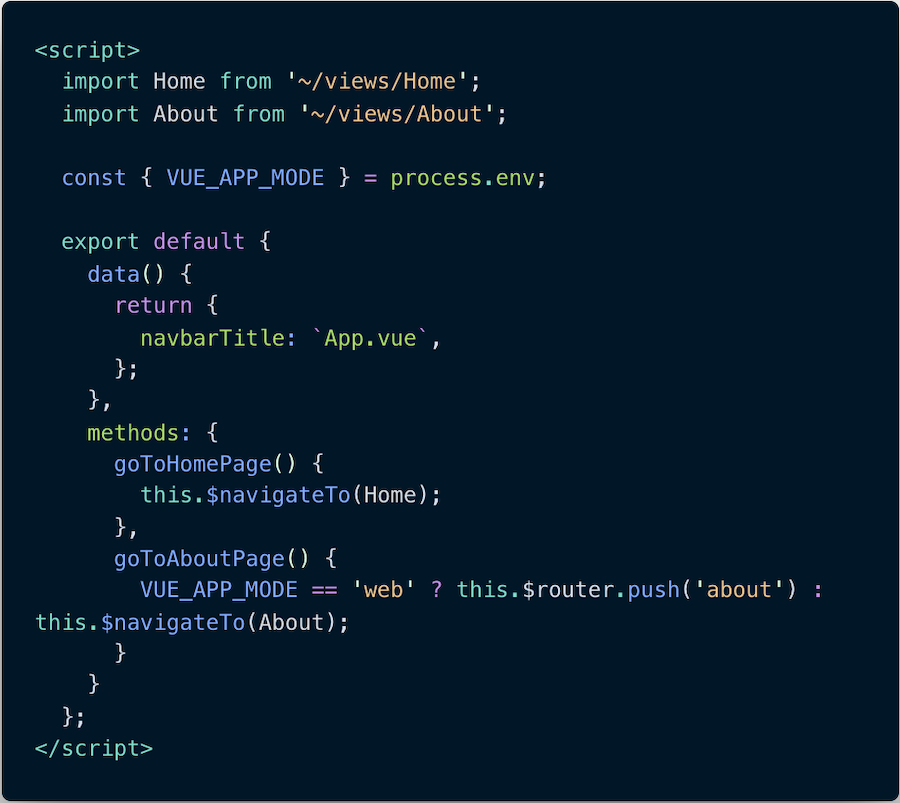 <script>
  import Home from '~/views/Home';
  import About from '~/views/About';

  const { VUE_APP_MODE } = process.env;

  export default {
    data() {
      return {
        navbarTitle: `App.vue`,
      };
    },
    methods: {
      goToHomePage() {
        this.$navigateTo(Home);
      },
      goToAboutPage() {
        VUE_APP_MODE == 'web' ? this.$router.push('about') :
this.$navigateTo(About);
      }
    }
  };
</script>